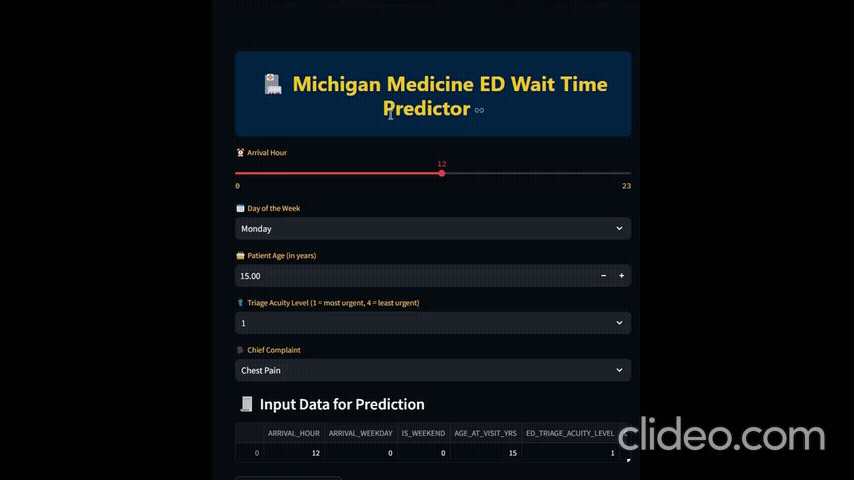 Michigan Medicine ED Wait Time
Predictor
Arrival Hour
12
0 23
Day of the Week
Monday
Patient Age (in years)
15.00 − +
Triage Acuity Level (1 = most urgent, 4 = least urgent)
1
Chief Complaint
Chest Pain
Input Data for Prediction
ARRIVAL_HOUR ARRIVAL_WEEKDAY IS_WEEKEND AGE_AT_VISIT_YRS ED_TRIAGE_ACUITY_LEVEL
0 12 0 0 15 1
clideo.com